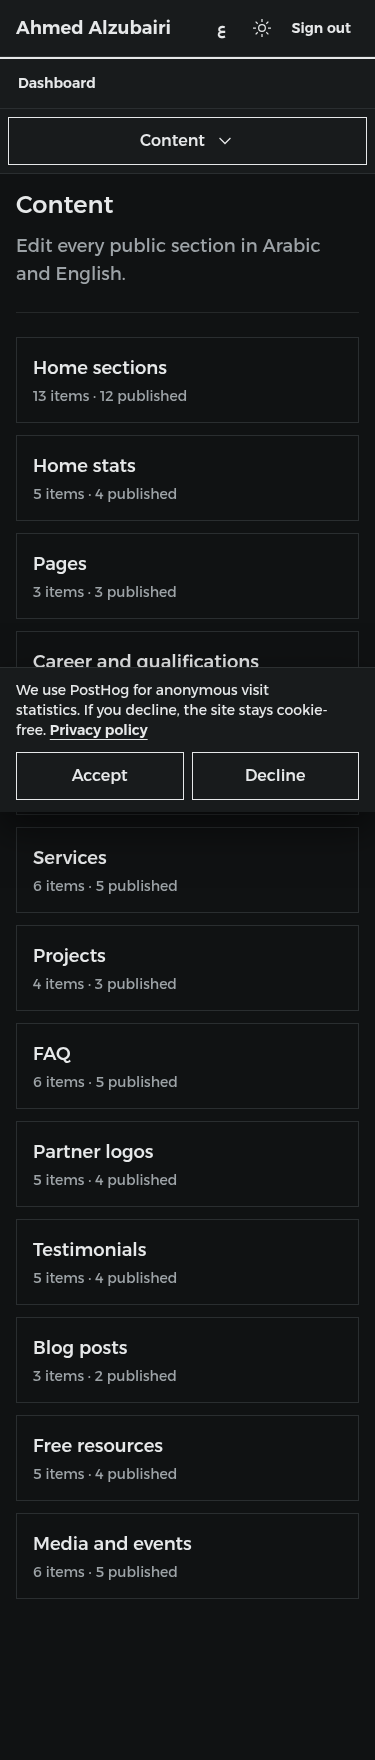 Ahmed Alzubairi
ع
Sign out
Dashboard
Content
Content
Edit every public section in Arabic
and English.
Home sections
13 items · 12 published
Home stats
5 items · 4 published
Pages
3 items · 3 published
Career and qualifications
We use PostHog for anonymous visit
statistics. If you decline, the site stays cookie-
free. Privacy policy
Accept
Decline
Services
6 items · 5 published
Projects
4 items · 3 published
FAQ
6 items · 5 published
Partner logos
5 items · 4 published
Testimonials
5 items · 4 published
Blog posts
3 items · 2 published
Free resources
5 items · 4 published
Media and events
6 items · 5 published